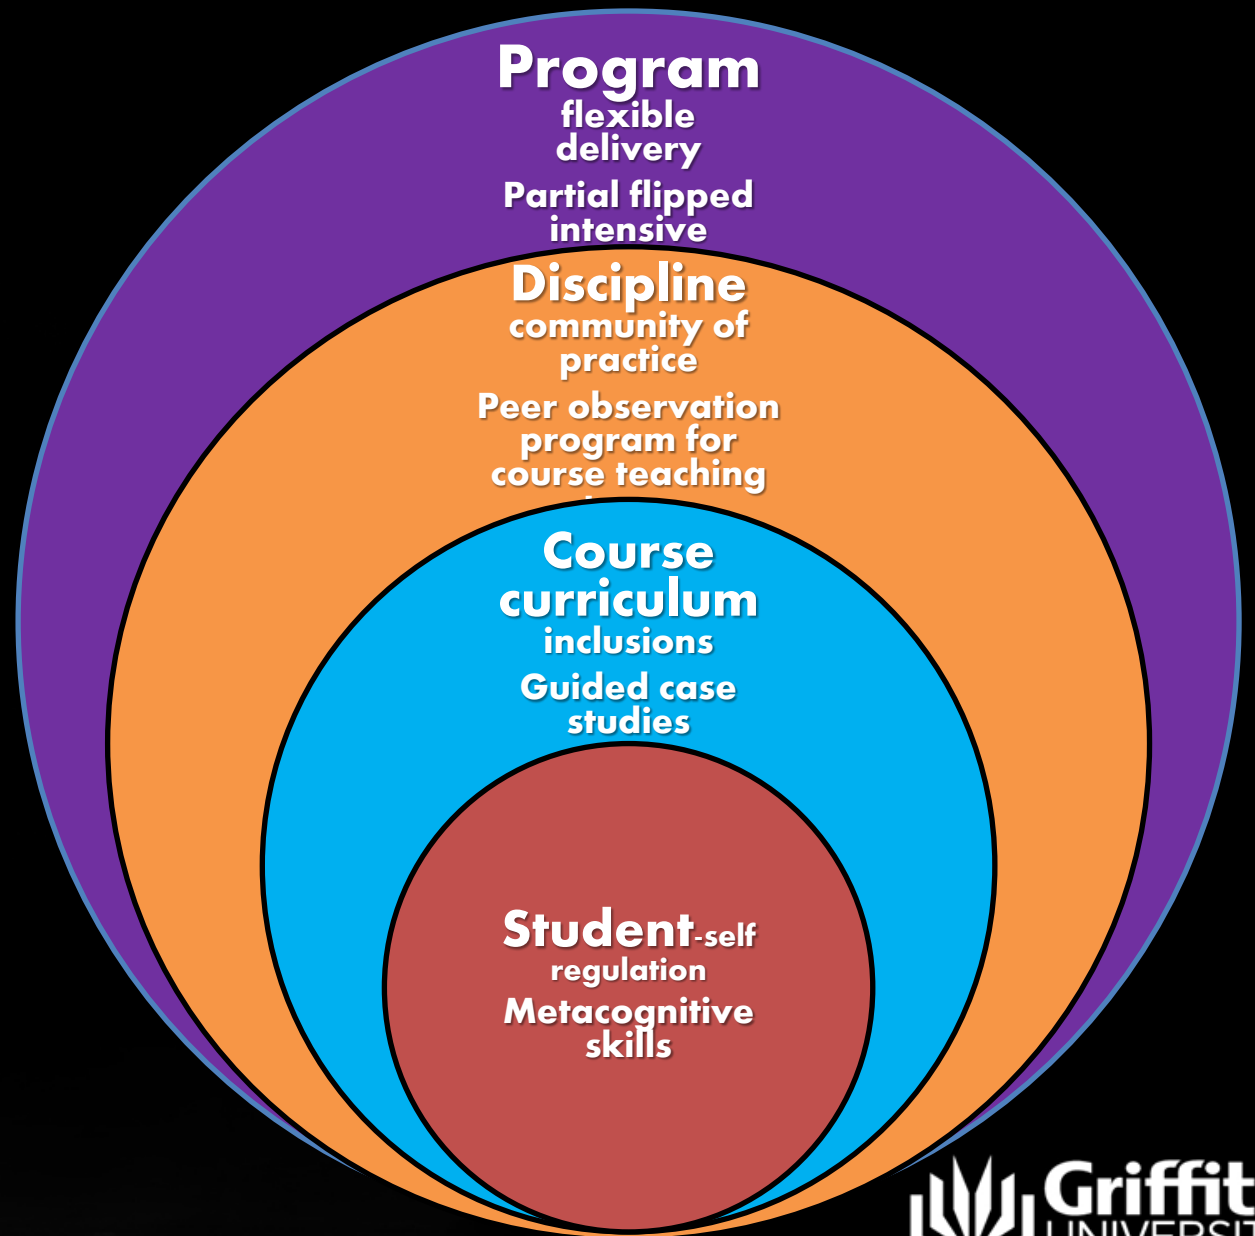 Program
flexible
delivery
Partial flipped
intensive
Discipline
community of
practice
Peer observation
program for
course teaching
Course
curriculum
inclusions
Guided case
studies
Student-self
regulation
Metacognitive
skills
Griffit
UNIVERSIT